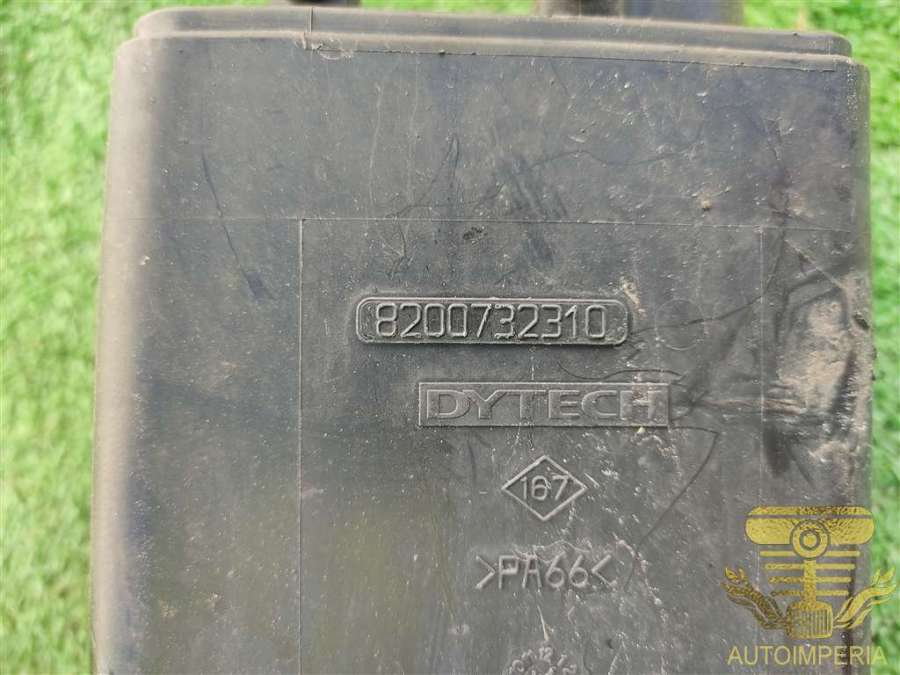 8200732310
DYTECH
167
>PA66<
AUTOIMPERIA